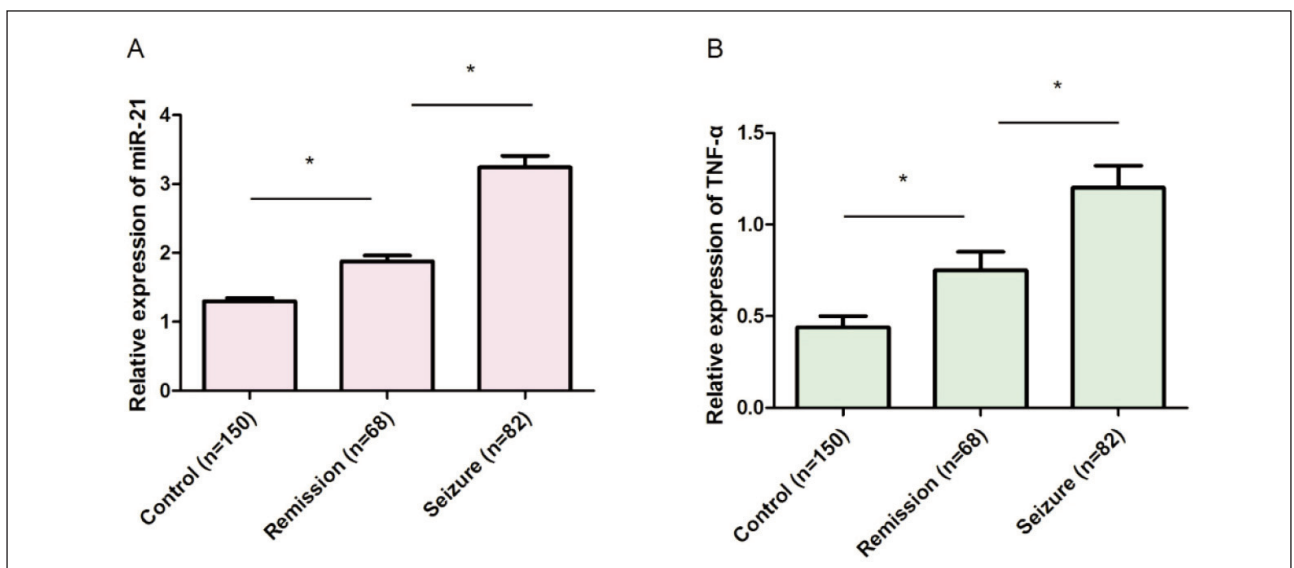 A
Relative expression of miR-21
4
3
2
1
0
*
*
Control (n=150)
Remission (n=68)
Seizure (n=82)
B
Relative expression of TNF-α
1.5
1.0
0.5
0.0
*
*
Control (n=150)
Remission (n=68)
Seizure (n=82)